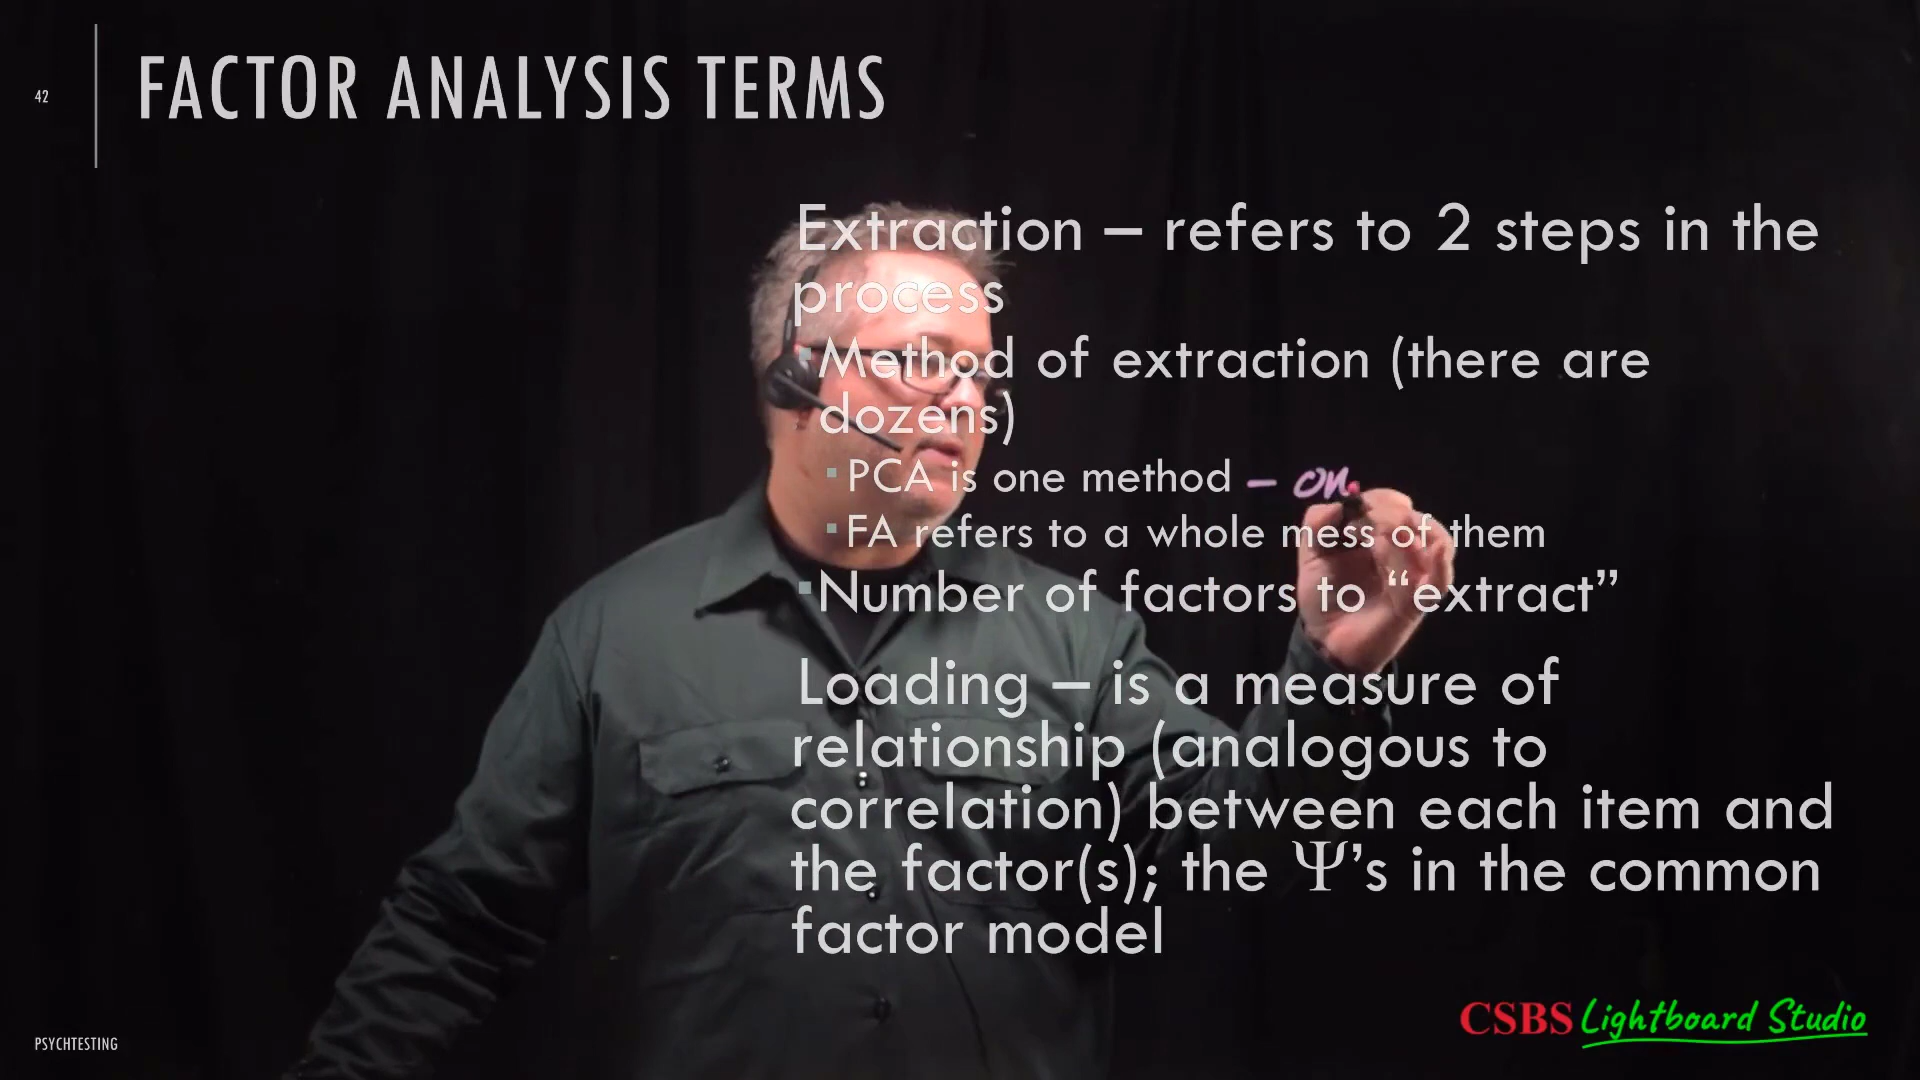 42
FACTOR ANALYSIS TERMS
Extraction – refers to 2 steps in the
process
▪Method of extraction (there are
dozens)
▪PCA is one method – on
▪FA refers to a whole mess of them
▪Number of factors to “extract”
Loading – is a measure of
relationship (analogous to
correlation) between each item and
the factor(s); the Ψ’s in the common
factor model
PSYCHTESTING
CSBS Lightboard Studio